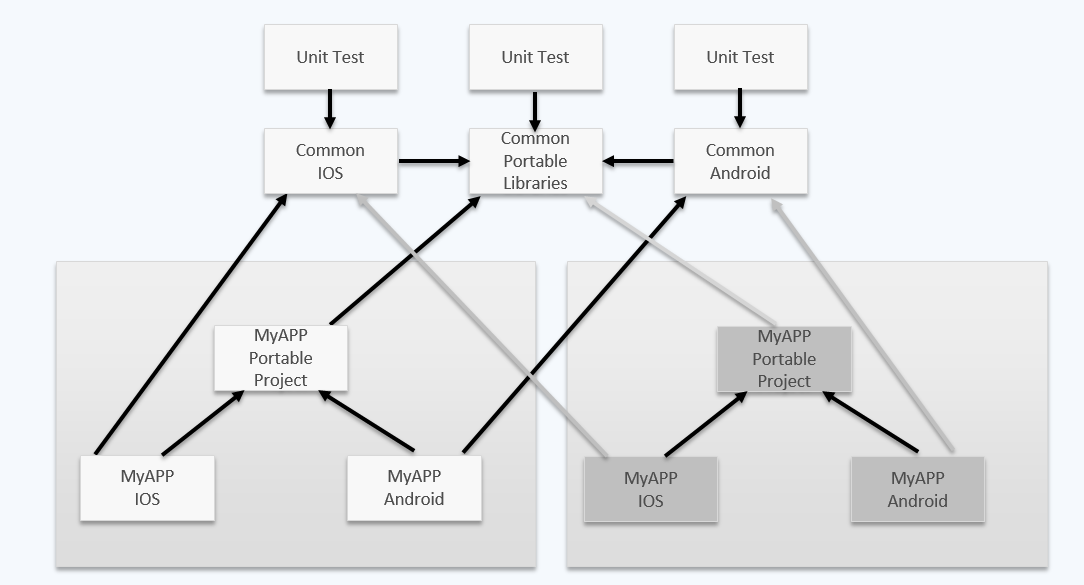 Unit Test
Unit Test
Unit Test
Common
IOS
Common
Portable
Libraries
Common
Android
MyAPP
Portable
Project
MyAPP
Portable
Project
MyAPP
IOS
MyAPP
Android
MyAPP
IOS
MyAPP
Android